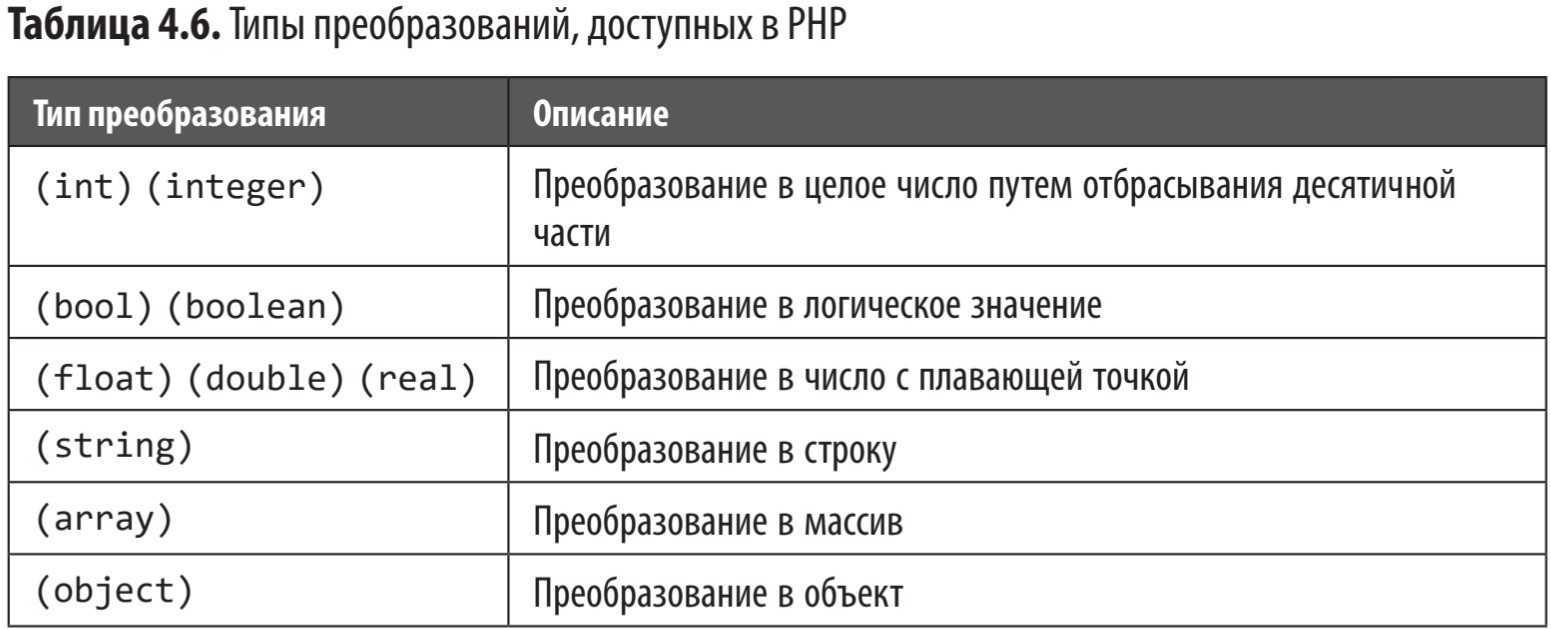 Таблица 4.6. Типы преобразований, доступных в PHP
Тип преобразования Описание
(int) (integer) Преобразование в целое число путем отбрасывания десятичной
части
(bool) (boolean) Преобразование в логическое значение
(float) (double) (real) Преобразование в число с плавающей точкой
(string) Преобразование в строку
(array) Преобразование в массив
(object) Преобразование в объект